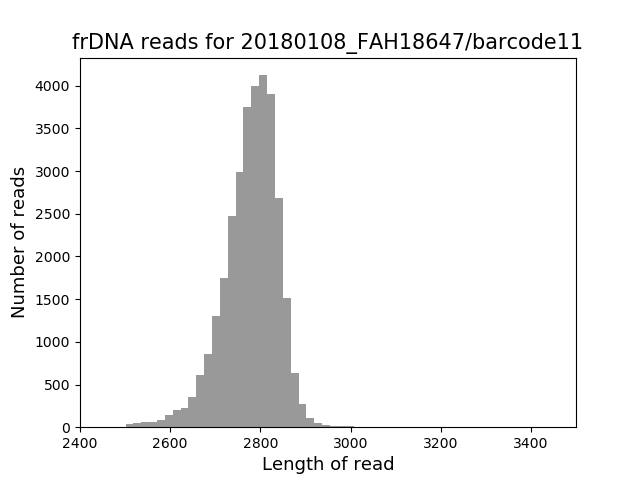 frDNA reads for 20180108_FAH18647/barcode11
Number of reads
4000
3500
3000
2500
2000
1500
1000
500
0
2400 2600 2800 3000 3200 3400
Length of read